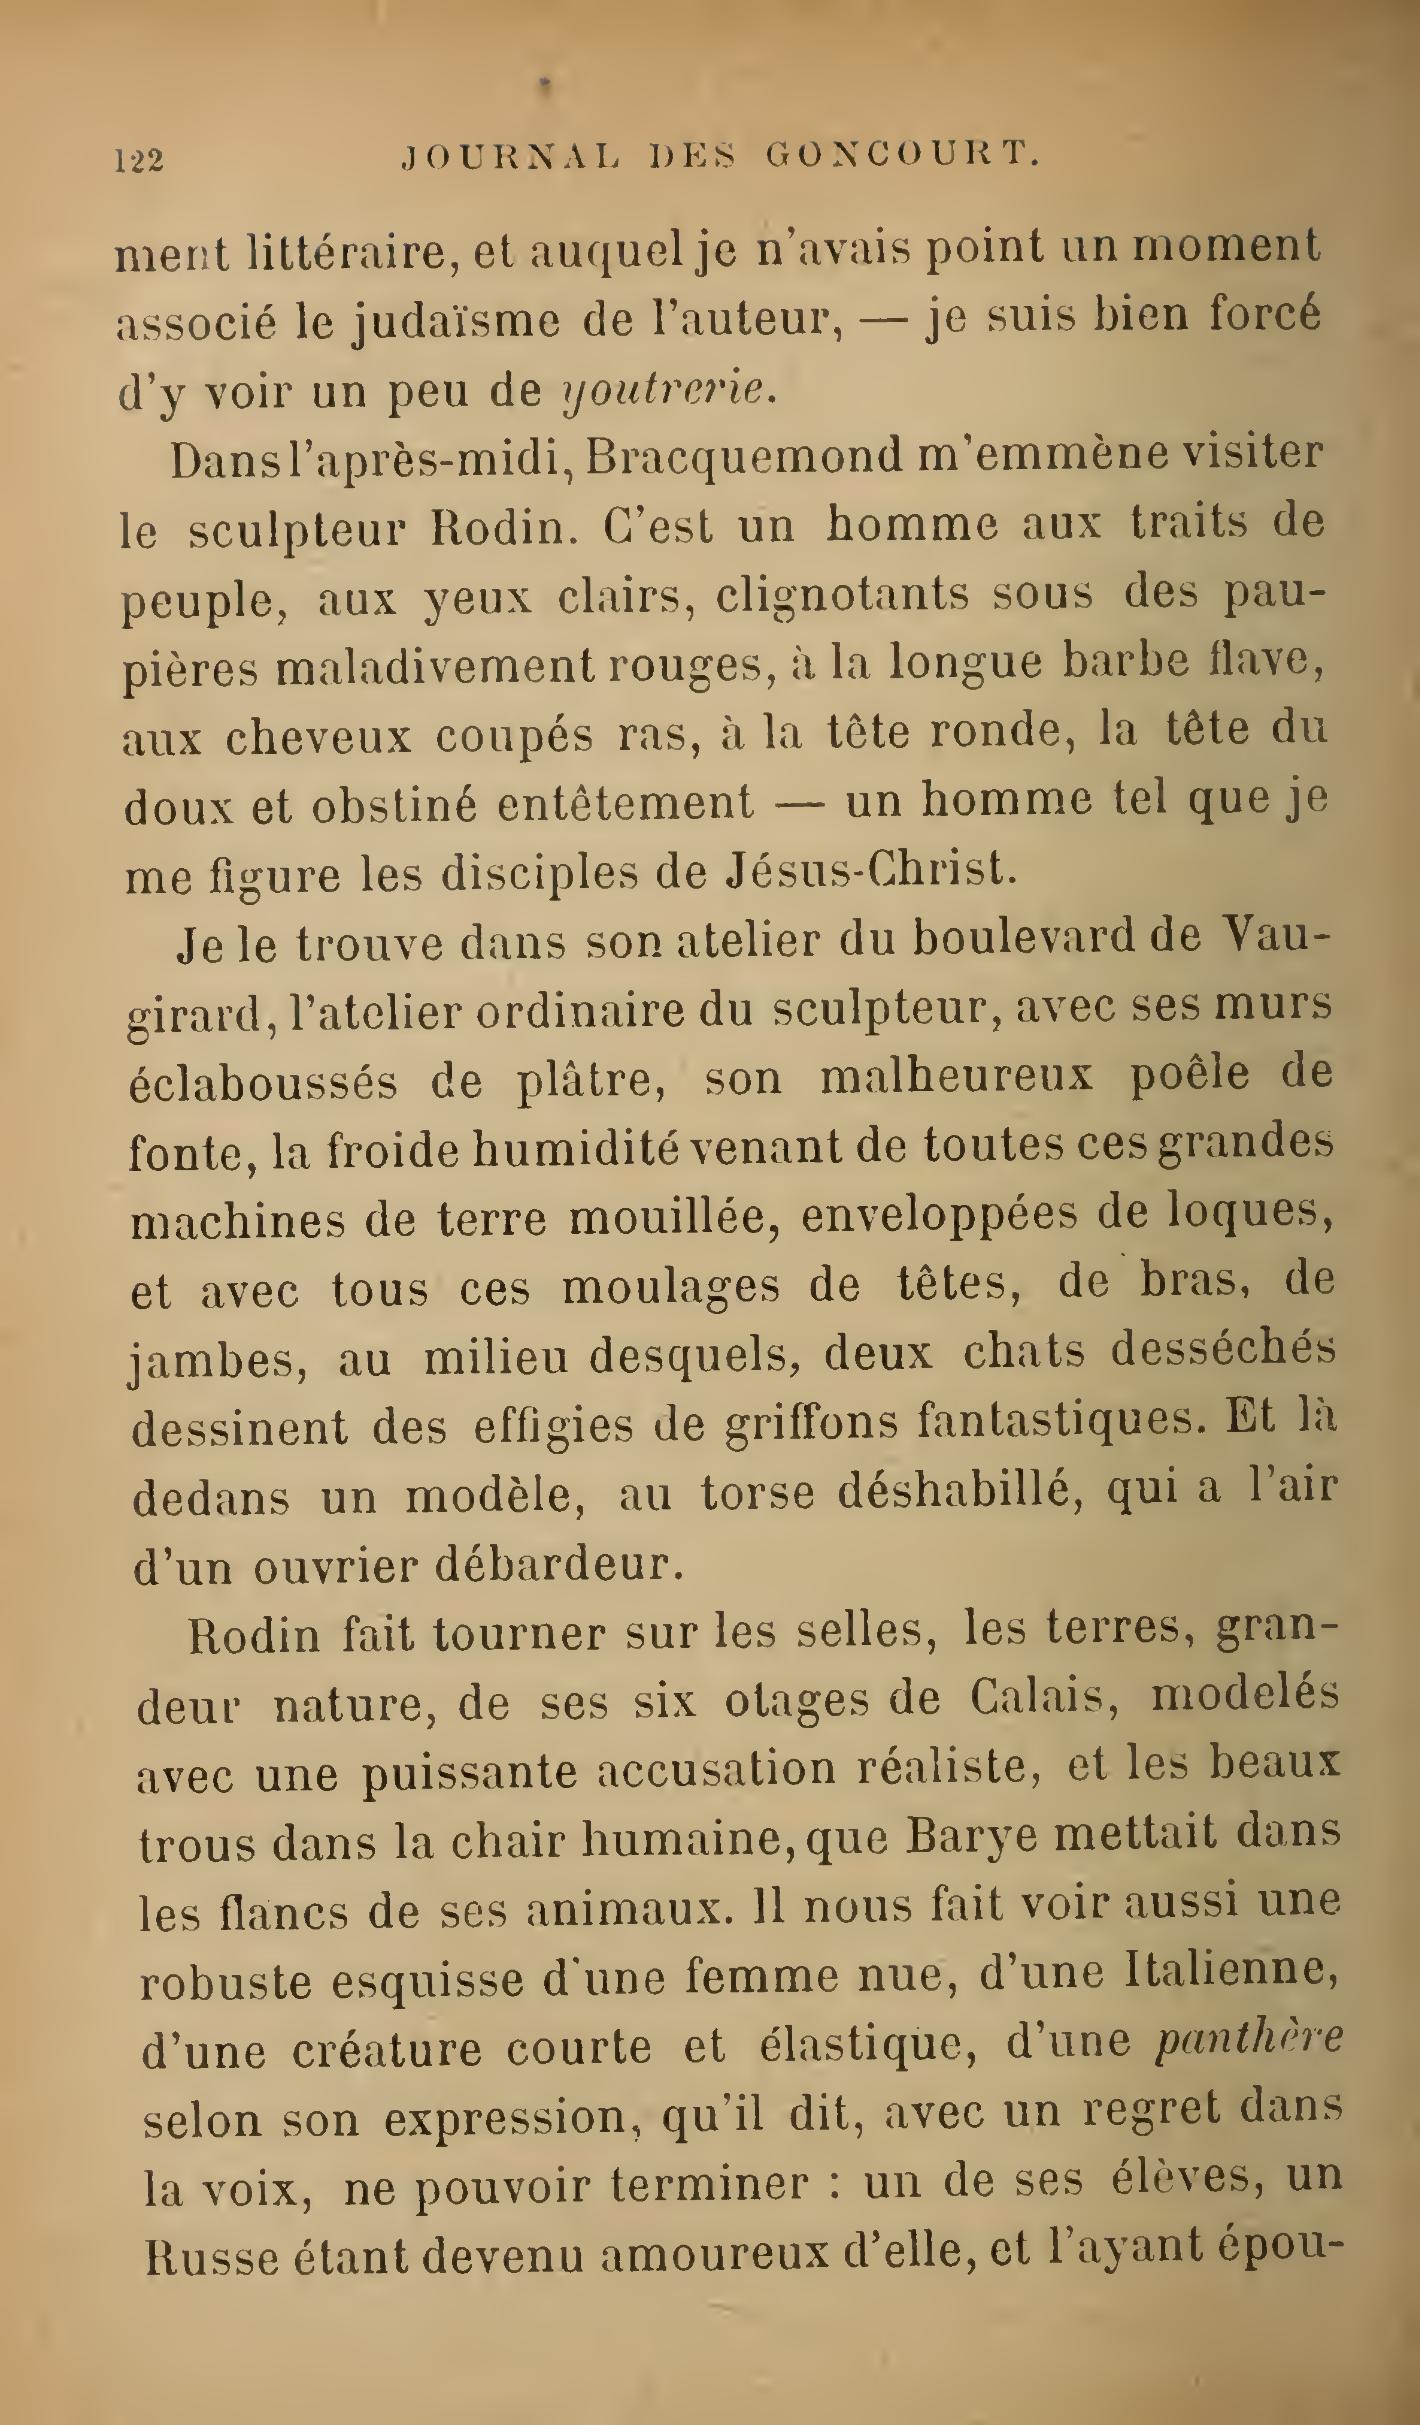 122 JOURNAL DES GONCOURT.
ment littéraire, et auquel je n'avais point un moment
associé le judaïsme de l'auteur, — je suis bien forcé
d'y voir un peu de youtrerie.
Dans l'après-midi, Bracquemond m'emmène visiter
le sculpteur Rodin. C'est un homme aux traits de
peuple, aux yeux clairs, clignotants sous des pau-
pières maladivement rouges, à la longue barbe flave,
aux cheveux coupés ras, à la tête ronde, la tête du
doux et obstiné entêtement — un homme tel que je
me figure les disciples de Jésus-Christ.
Je le trouve dans son atelier du boulevard de Vau-
girard, l'atelier ordinaire du sculpteur, avec ses murs
éclaboussés de plâtre, son malheureux poêle de
fonte, la froide humidité venant de toutes ces grandes
machines de terre mouillée, enveloppées de loques,
et avec tous ces moulages de têtes, de bras, de
jambes, au milieu desquels, deux chats desséchés
dessinent des effigies de griffons fantastiques. Et là
dedans un modèle, au torse déshabillé, qui a l'air
d'un ouvrier débardeur.
Rodin fait tourner sur les selles, les terres, gran-
deur nature, de ses six otages de Calais, modelés
avec une puissante accusation réaliste, et les beaux
trous dans la chair humaine, que Barye mettait dans
les flancs de ses animaux. Il nous fait voir aussi une
robuste esquisse d'une femme nue, d'une Italienne,
d'une créature courte et élastique, d'une panthère
selon son expression, qu'il dit, avec un regret dans
la voix, ne pouvoir terminer : un de ses élèves, un
Russe étant devenu amoureux d'elle, et l'ayant épou-